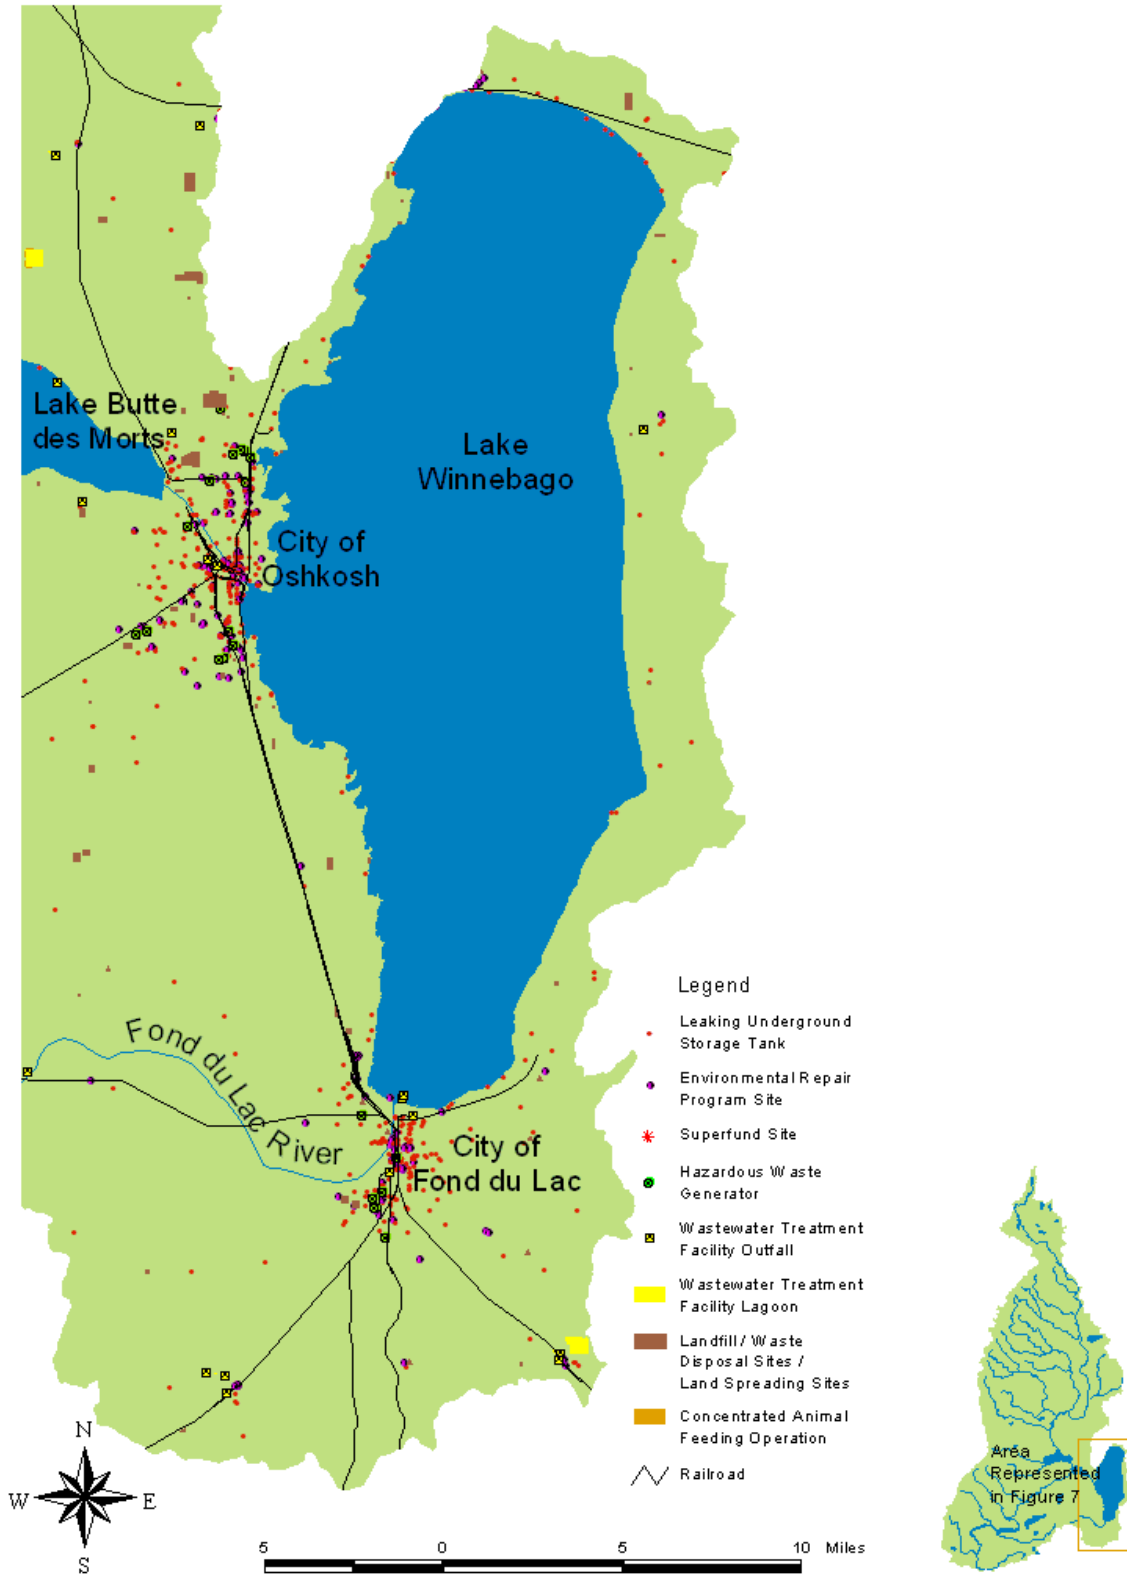 Lake Butte
des Morts
Lake
Winnebago
City of
Oshkosh
Fond du Lac River
City of
Fond du Lac
Legend
Leaking Underground
Storage Tank
Environmental Repair
Program Site
Superfund Site
Hazardous Waste
Generator
Wastewater Treatment
Facility Outfall
Wastewater Treatment
Facility Lagoon
Landfill / Waste
Disposal Sites /
Land Spreading Sites
Concentrated Animal
Feeding Operation
Railroad
N
W E
S
5 0 5 10 Miles
Area
Represented
in Figure 7